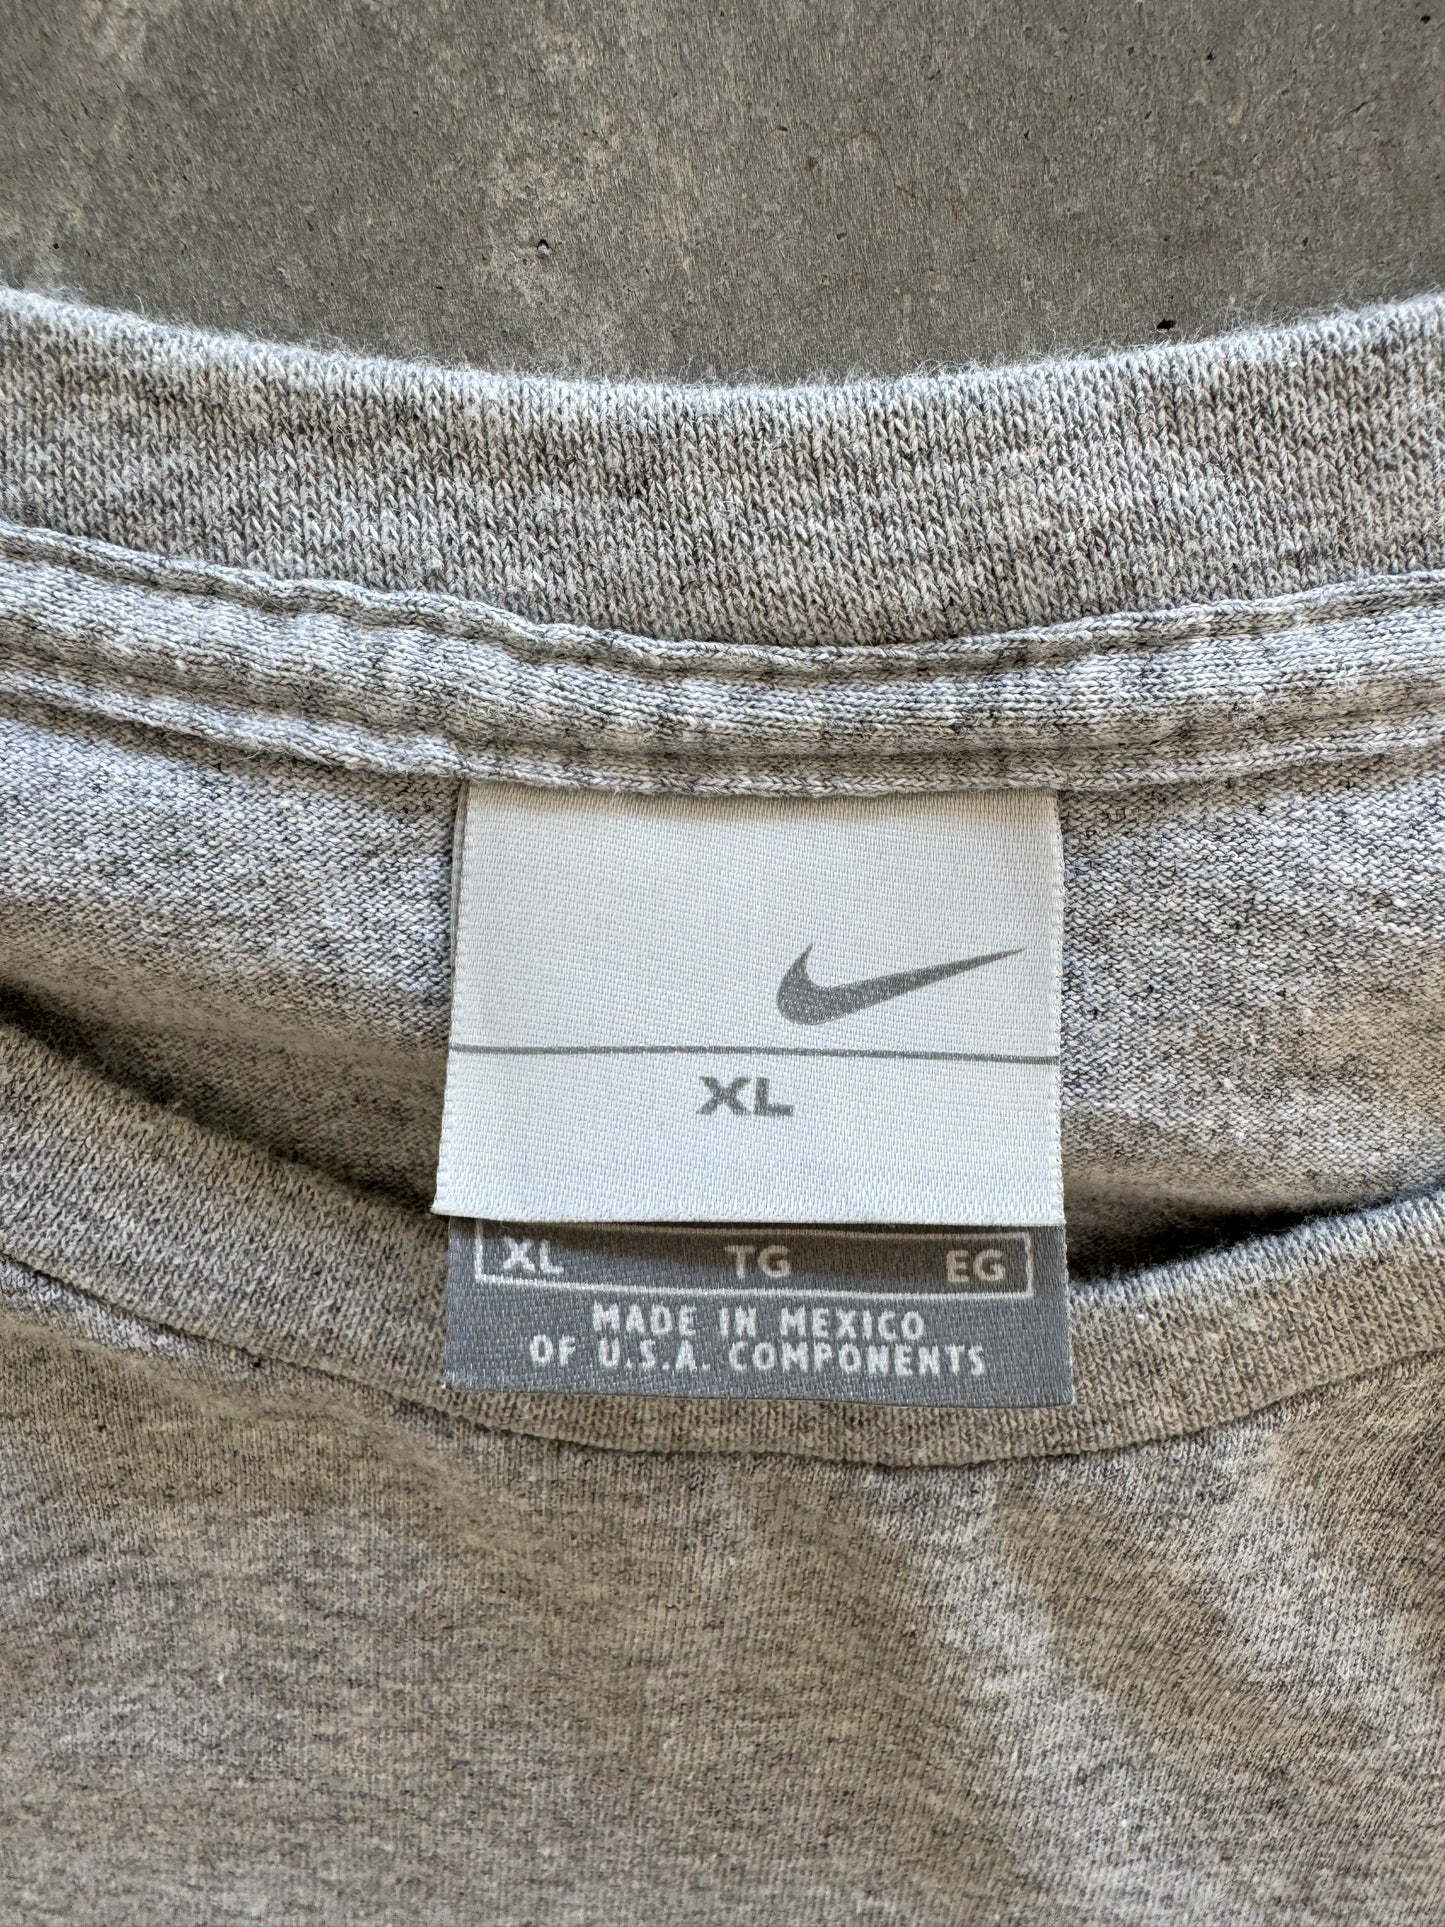 XL
XL TG EG
MADE IN MEXICO
OF U.S.A. COMPONENTS